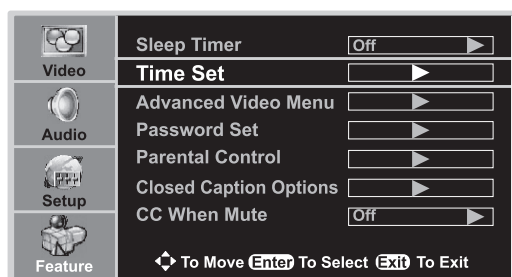 Video
Audio
Setup
Feature
Sleep Timer Off
Time Set
Advanced Video Menu
Password Set
Parental Control
Closed Caption Options
CC When Mute Off
To Move Enter To Select Exit To Exit